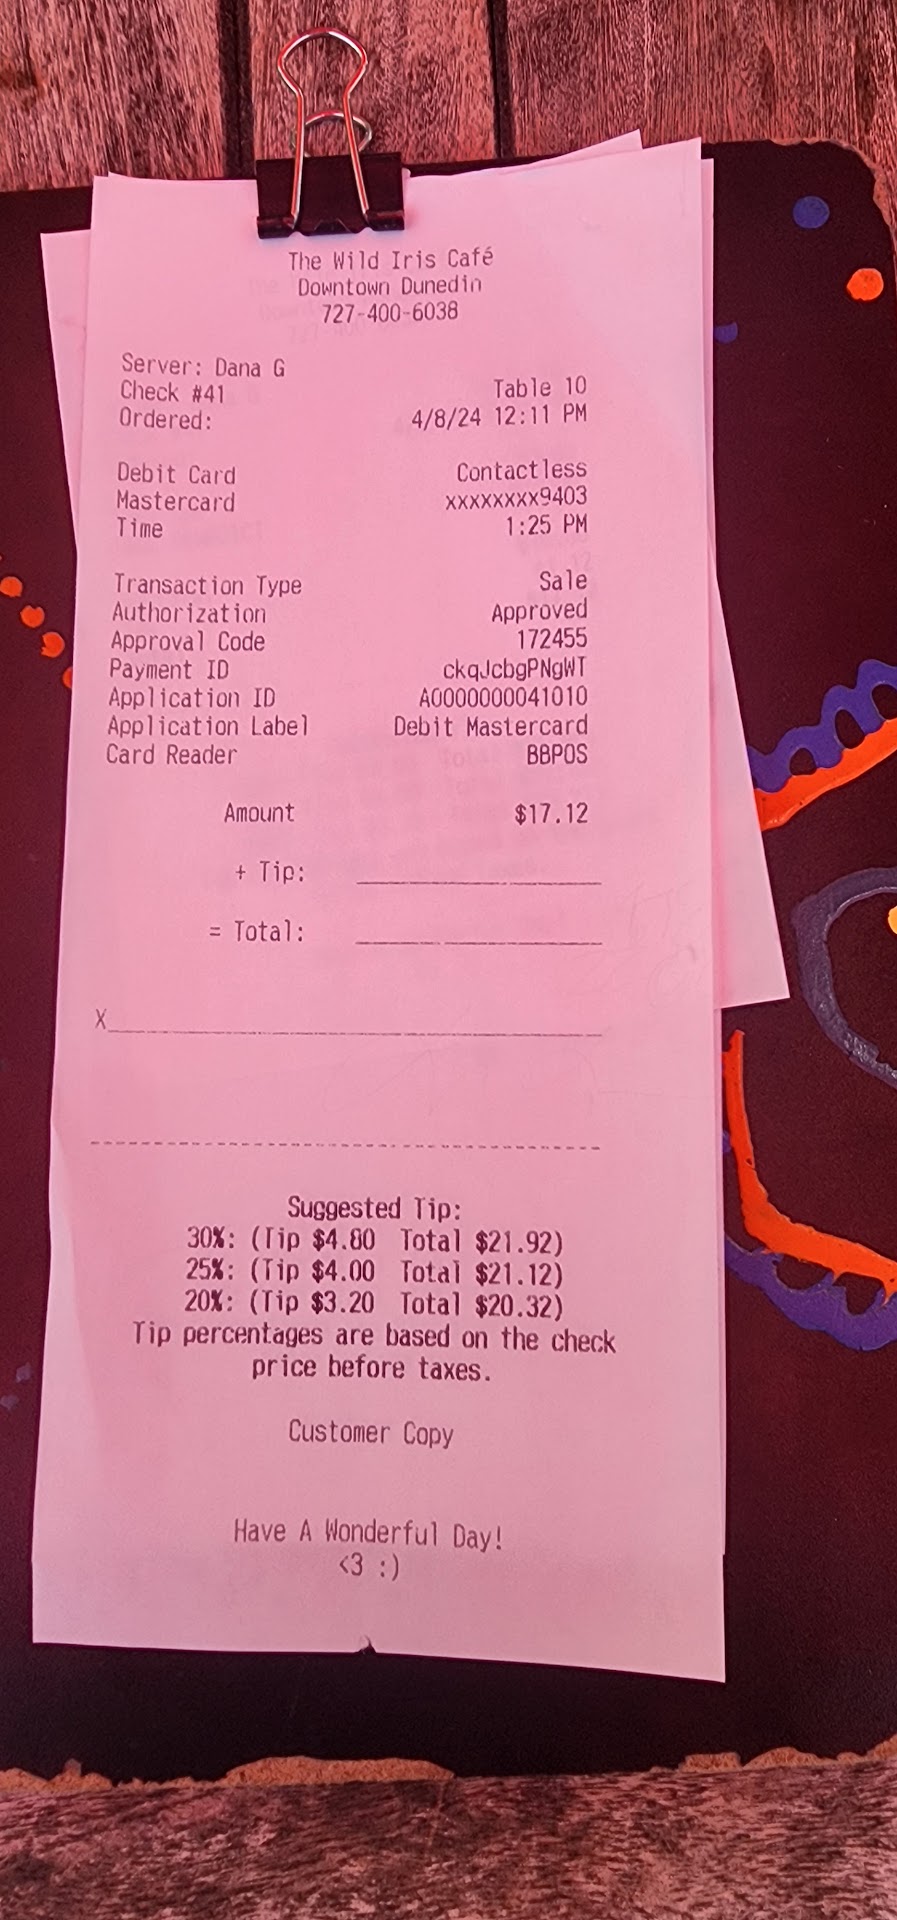 The Wild Iris Café
Downtown Dunedin
727-400-6038
Server: Dana G
Check #41 Table 10
Ordered: 4/8/24 12:11 PM
Debit Card Contactless
Mastercard xxxxxxxx9403
Time 1:25 PM
Transaction Type Sale
Authorization Approved
Approval Code 172455
Payment ID ckqJcbgPNgWT
Application ID A0000000041010
Application Label Debit Mastercard
Card Reader BBPOS
Amount $17.12
+ Tip:
= Total:
X
Suggested Tip:
30%: (Tip $4.80 Total $21.92)
25%: (Tip $4.00 Total $21.12)
20%: (Tip $3.20 Total $20.32)
Tip percentages are based on the check
price before taxes.
Customer Copy
Have A Wonderful Day!
<3 :)